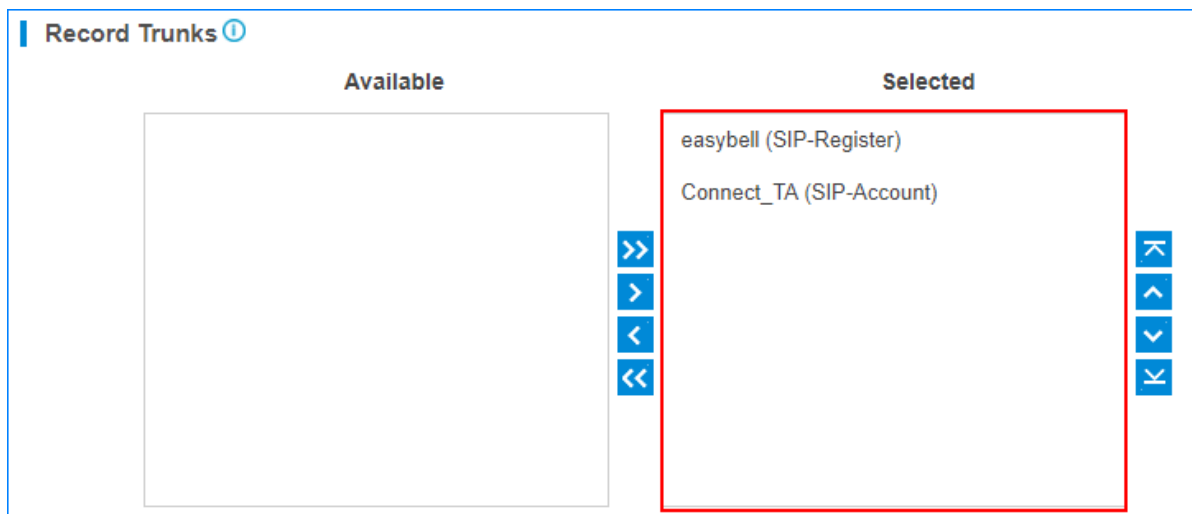 Record Trunks
Available
Selected
easybell (SIP-Register)
Connect_TA (SIP-Account)